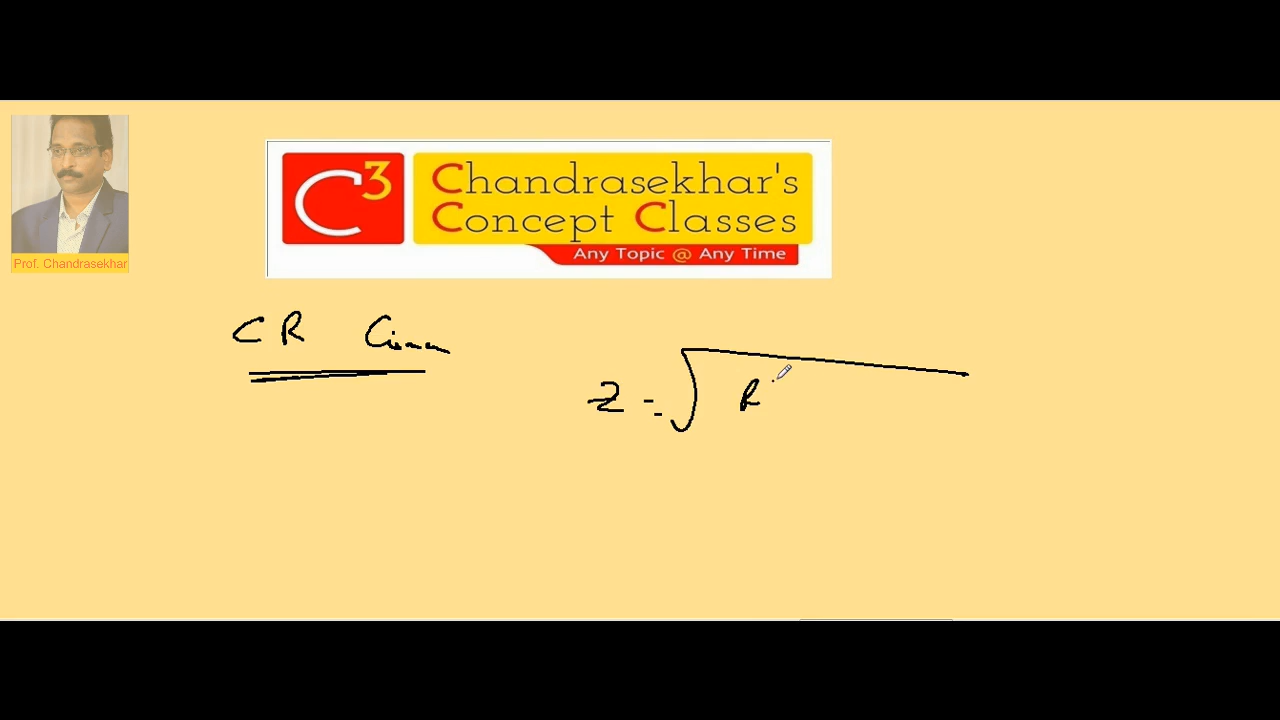 C³ Chandrasekhar's
Concept Classes
Any Topic @ Any Time
Prof. Chandrasekhar
CR
Z = √ R